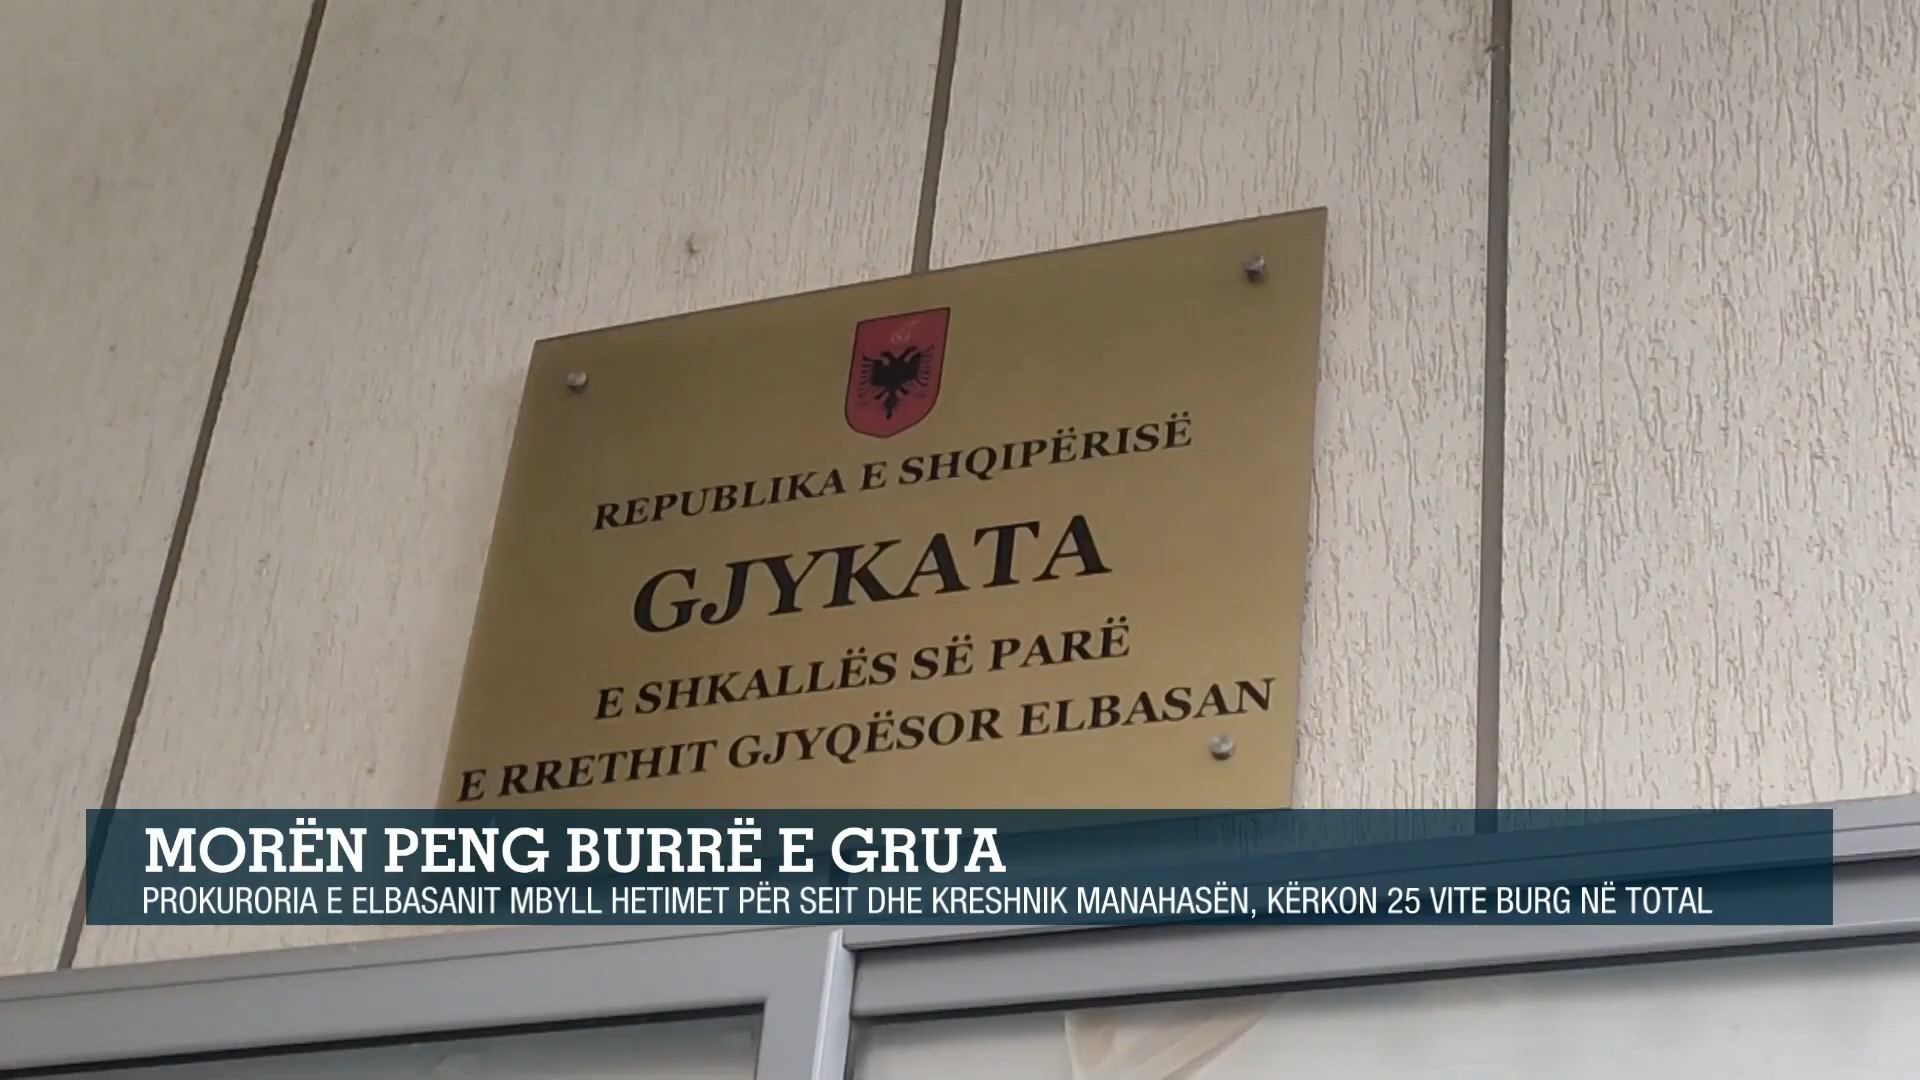 REPUBLIKA E SHQIPËRISË
GJYKATA
E SHKALLËS SË PARË
E RRETHIT GJYQËSOR ELBASAN
MORËN PENG BURRË E GRUA
PROKURORIA E ELBASANIT MBYLL HETIMET PËR SEIT DHE KRESHNIK MANAHASËN, KËRKON 25 VITE BURG NË TOTAL